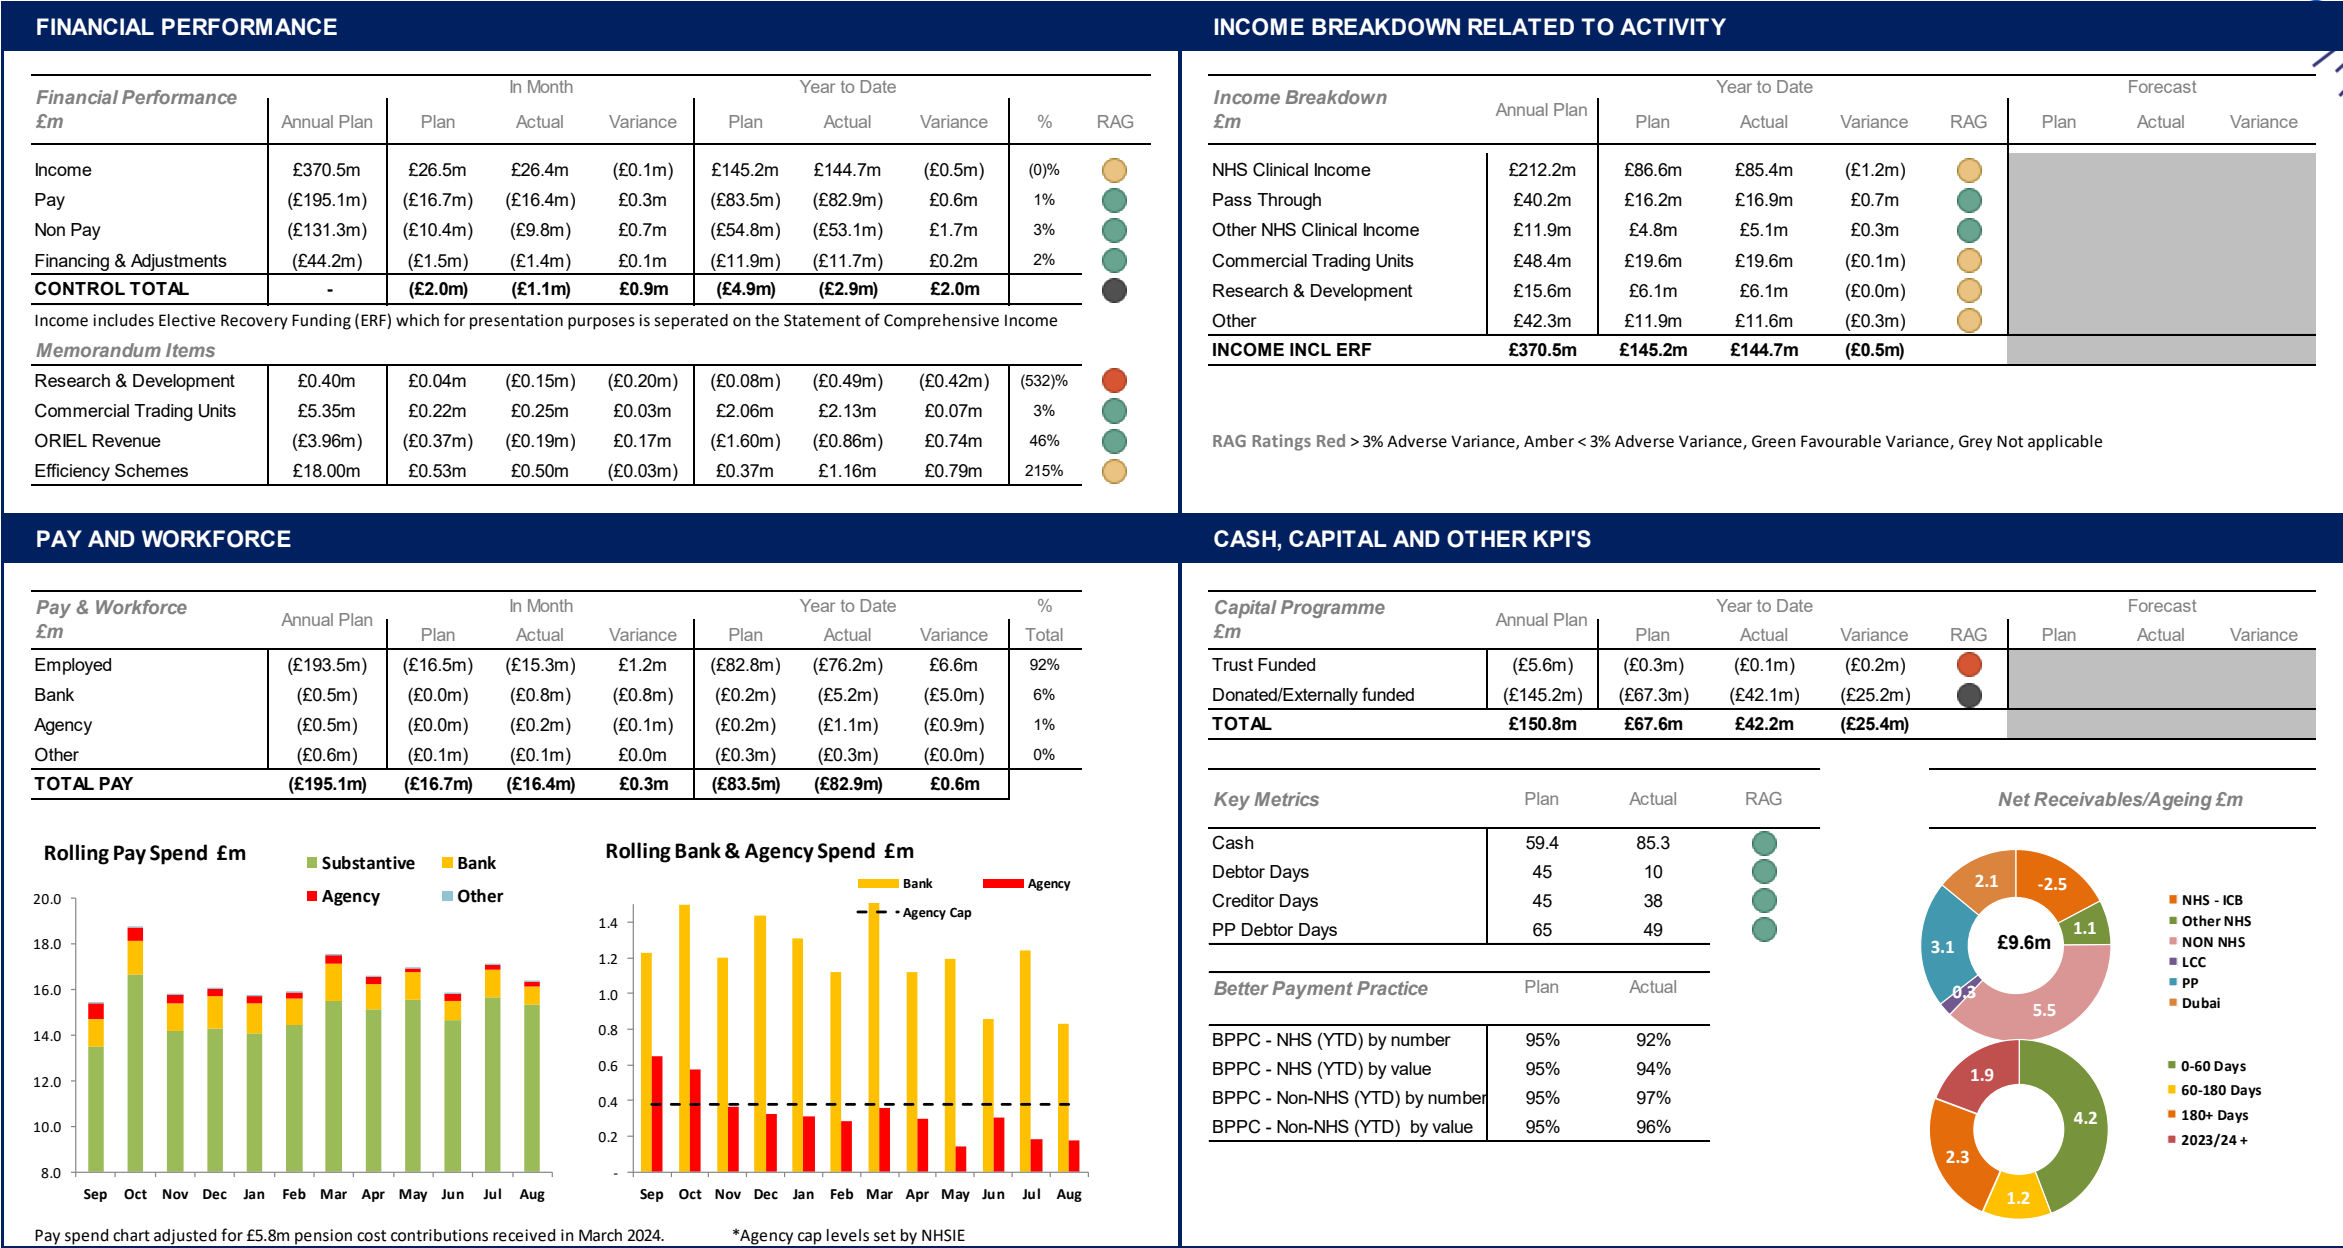 FINANCIAL PERFORMANCE
Financial Performance £m
In Month Year to Date
Annual Plan Plan Actual Variance Plan Actual Variance % RAG
Income £370.5m £26.5m £26.4m (£0.1m) £145.2m £144.7m (£0.5m) (0)%
Pay (£195.1m) (£16.7m) (£16.4m) £0.3m (£83.5m) (£82.9m) £0.6m 1%
Non Pay (£131.3m) (£10.4m) (£9.8m) £0.7m (£54.8m) (£53.1m) £1.7m 3%
Financing & Adjustments (£44.2m) (£1.5m) (£1.4m) £0.1m (£11.9m) (£11.7m) £0.2m 2%
CONTROL TOTAL - (£2.0m) (£1.1m) £0.9m (£4.9m) (£2.9m) £2.0m
Income includes Elective Recovery Funding (ERF) which for presentation purposes is seperated on the Statement of Comprehensive Income
Memorandum Items
Research & Development £0.40m £0.04m (£0.15m) (£0.20m) (£0.08m) (£0.49m) (£0.42m) (532)%
Commercial Trading Units £5.35m £0.22m £0.25m £0.03m £2.06m £2.13m £0.07m 3%
ORIEL Revenue (£3.96m) (£0.37m) (£0.19m) £0.17m (£1.60m) (£0.86m) £0.74m 46%
Efficiency Schemes £18.00m £0.53m £0.50m (£0.03m) £0.37m £1.16m £0.79m 215%
INCOME BREAKDOWN RELATED TO ACTIVITY
Income Breakdown £m
Year to Date Forecast
Annual Plan Plan Actual Variance RAG Plan Actual Variance
NHS Clinical Income £212.2m £86.6m £85.4m (£1.2m)
Pass Through £40.2m £16.2m £16.9m £0.7m
Other NHS Clinical Income £11.9m £4.8m £5.1m £0.3m
Commercial Trading Units £48.4m £19.6m £19.6m (£0.1m)
Research & Development £15.6m £6.1m £6.1m (£0.0m)
Other £42.3m £11.9m £11.6m (£0.3m)
INCOME INCL ERF £370.5m £145.2m £144.7m (£0.5m)
RAG Ratings Red > 3% Adverse Variance, Amber < 3% Adverse Variance, Green Favourable Variance, Grey Not applicable
PAY AND WORKFORCE
Pay & Workforce £m
In Month Year to Date %
Annual Plan Plan Actual Variance Plan Actual Variance Total
Employed (£193.5m) (£16.5m) (£15.3m) £1.2m (£82.8m) (£76.2m) £6.6m 92%
Bank (£0.5m) (£0.0m) (£0.8m) (£0.8m) (£0.2m) (£5.2m) (£5.0m) 6%
Agency (£0.5m) (£0.0m) (£0.2m) (£0.1m) (£0.2m) (£1.1m) (£0.9m) 1%
Other (£0.6m) (£0.1m) (£0.1m) £0.0m (£0.3m) (£0.3m) (£0.0m) 0%
TOTAL PAY (£195.1m) (£16.7m) (£16.4m) £0.3m (£83.5m) (£82.9m) £0.6m
Rolling Pay Spend £m
Substantive Bank
Agency Other
20.0
18.0
16.0
14.0
12.0
10.0
8.0
Sep Oct Nov Dec Jan Feb Mar Apr May Jun Jul Aug
Pay spend chart adjusted for £5.8m pension cost contributions received in March 2024.
Rolling Bank & Agency Spend £m
Bank Agency
Agency Cap
1.4
1.2
1.0
0.8
0.6
0.4
0.2
-
Sep Oct Nov Dec Jan Feb Mar Apr May Jun Jul Aug
*Agency cap levels set by NHSIE
CASH, CAPITAL AND OTHER KPI'S
Capital Programme £m
Year to Date Forecast
Annual Plan Plan Actual Variance RAG Plan Actual Variance
Trust Funded (£5.6m) (£0.3m) (£0.1m) (£0.2m)
Donated/Externally funded (£145.2m) (£67.3m) (£42.1m) (£25.2m)
TOTAL £150.8m £67.6m £42.2m (£25.4m)
Key Metrics Plan Actual RAG
Cash 59.4 85.3
Debtor Days 45 10
Creditor Days 45 38
PP Debtor Days 65 49
Better Payment Practice Plan Actual
BPPC - NHS (YTD) by number 95% 92%
BPPC - NHS (YTD) by value 95% 94%
BPPC - Non-NHS (YTD) by number 95% 97%
BPPC - Non-NHS (YTD) by value 95% 96%
Net Receivables/Ageing £m
2.1 -2.5
1.1
3.1 £9.6m
0.3
5.5
NHS - ICB
Other NHS
NON NHS
LCC
PP
Dubai
1.9
4.2
2.3
1.2
0-60 Days
60-180 Days
180+ Days
2023/24 +